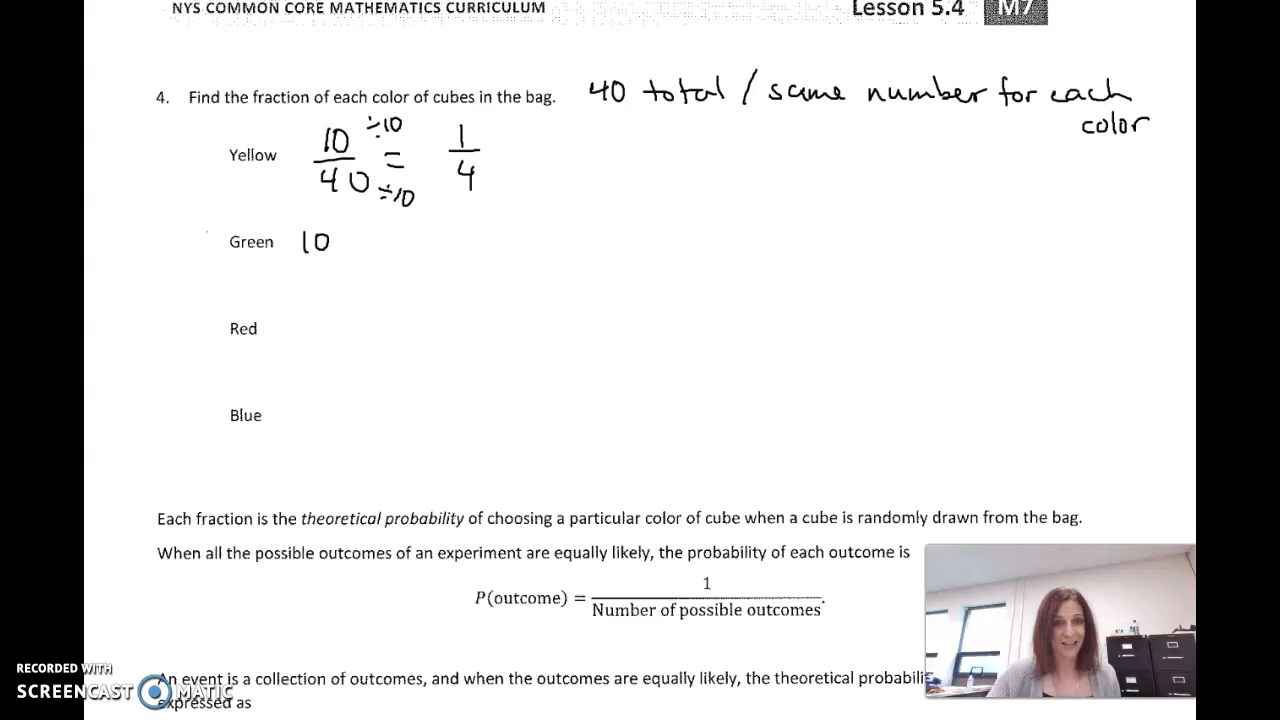 NYS COMMON CORE MATHEMATICS CURRICULUM Lesson 5.4 M7
4. Find the fraction of each color of cubes in the bag. 40 total / same number for each
color
Yellow 10/40 ÷10 ÷10 = 1/4
Green 10
Red
Blue
Each fraction is the theoretical probability of choosing a particular color of cube when a cube is randomly drawn from the bag.
When all the possible outcomes of an experiment are equally likely, the probability of each outcome is
1
P(outcome) =
Number of possible outcomes.
An event is a collection of outcomes, and when the outcomes are equally likely, the theoretical
expressed as
RECORDED WITH
SCREENCAST MATIC